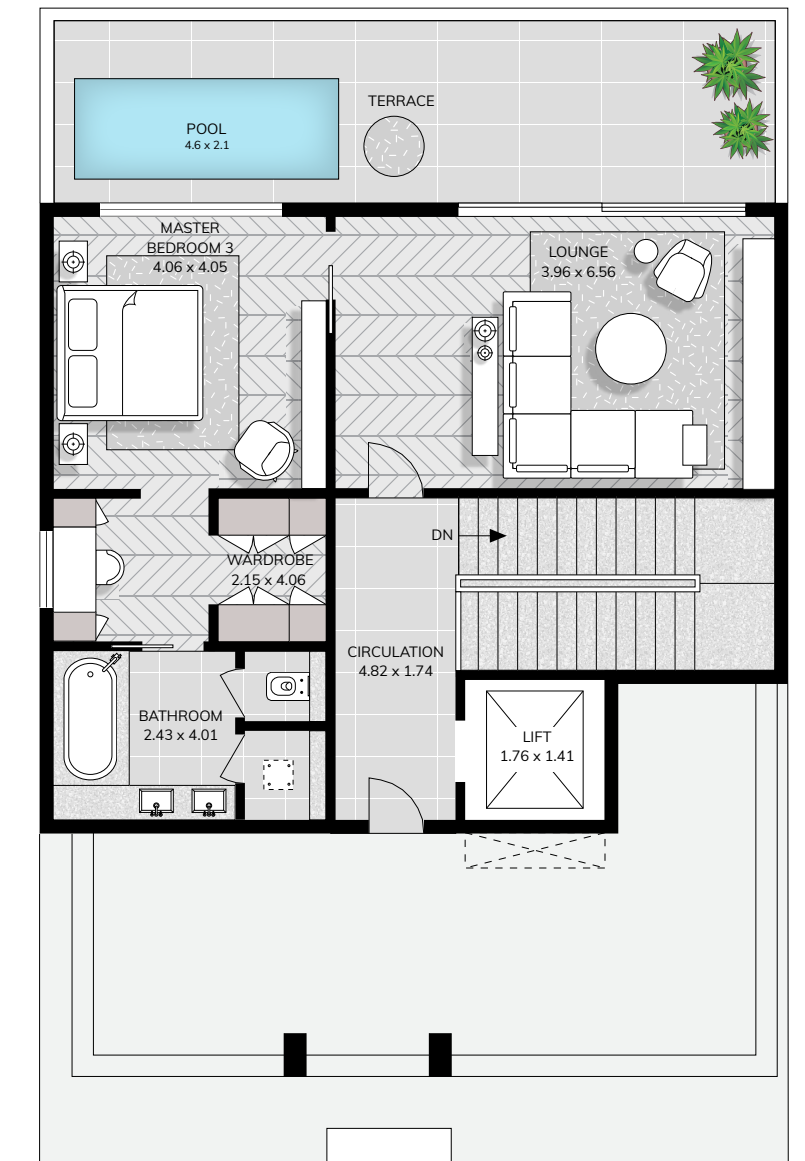 TERRACE
POOL
4.6 x 2.1
MASTER
BEDROOM 3
4.06 x 4.05
LOUNGE
3.96 x 6.56
DN
WARDROBE
2.15 x 4.06
CIRCULATION
4.82 x 1.74
BATHROOM
2.43 x 4.01
LIFT
1.76 x 1.41